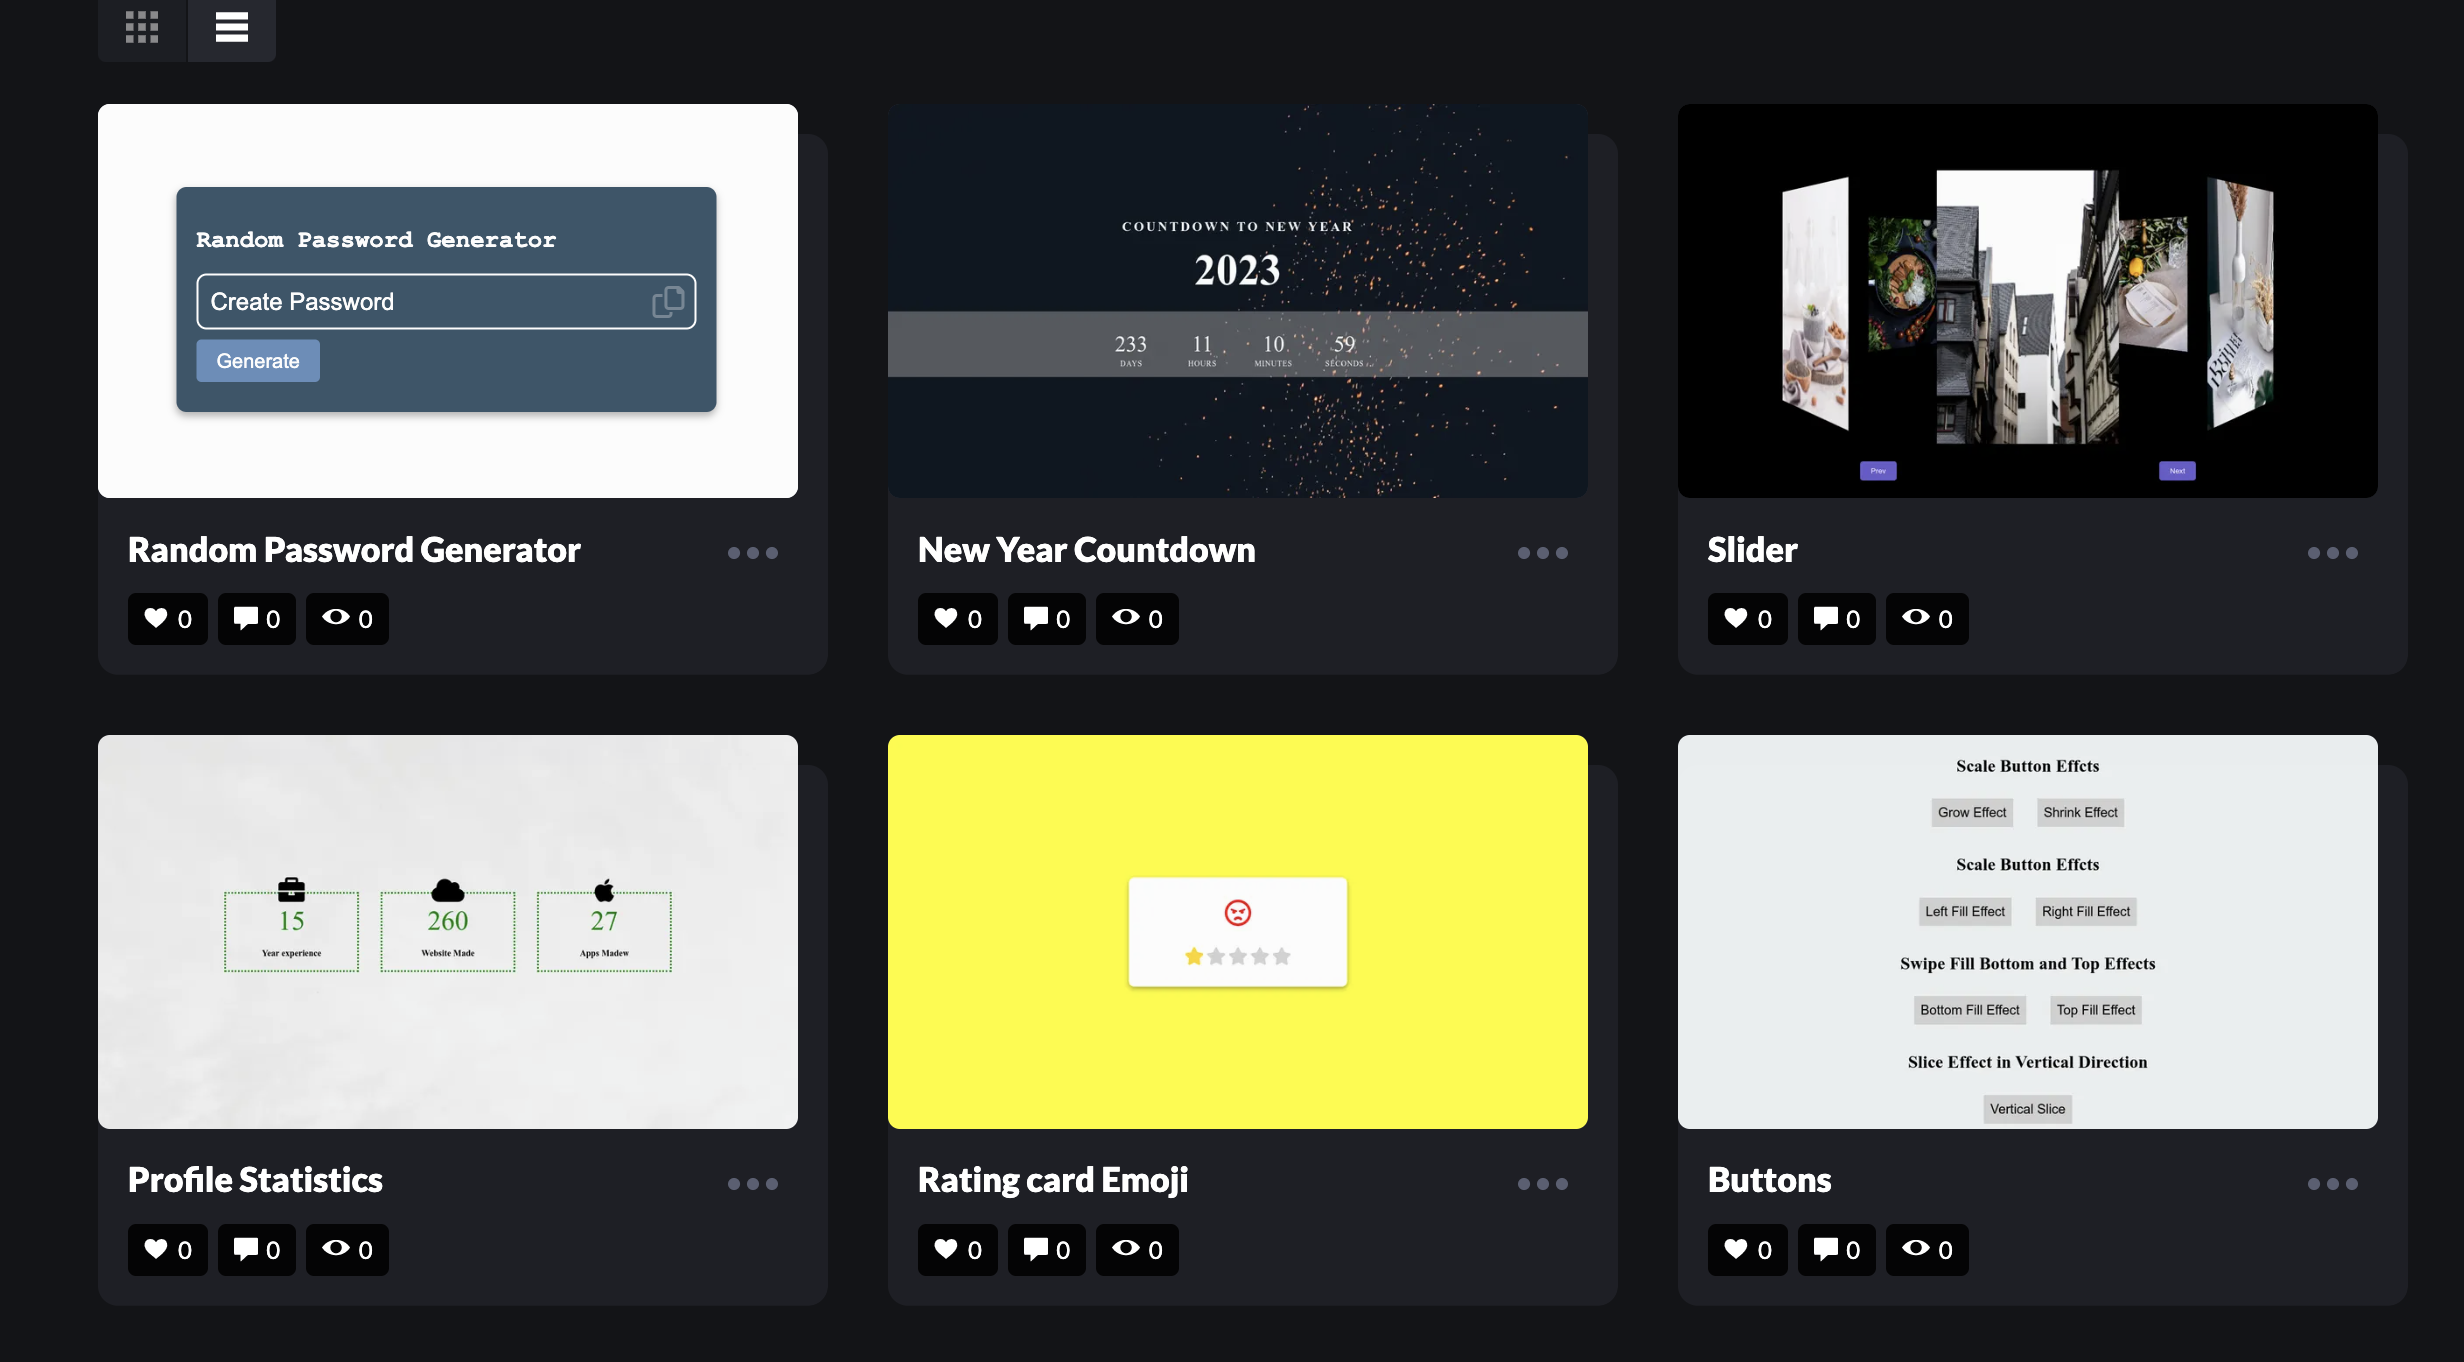 Random Password Generator
Create Password
Generate
Random Password Generator
0 0 0
COUNTDOWN TO NEW YEAR
2023
233 11 10 59
DAYS HOURS MINUTES SECONDS
New Year Countdown
0 0 0
Prev Next
Slider
0 0 0
15 260 27
Year experience Website Made Apps Madew
Profile Statistics
0 0 0
Rating card Emoji
0 0 0
Scale Button Effcts
Grow Effect Shrink Effect
Scale Button Effcts
Left Fill Effect Right Fill Effect
Swipe Fill Bottom and Top Effects
Bottom Fill Effect Top Fill Effect
Slice Effect in Vertical Direction
Vertical Slice
Buttons
0 0 0